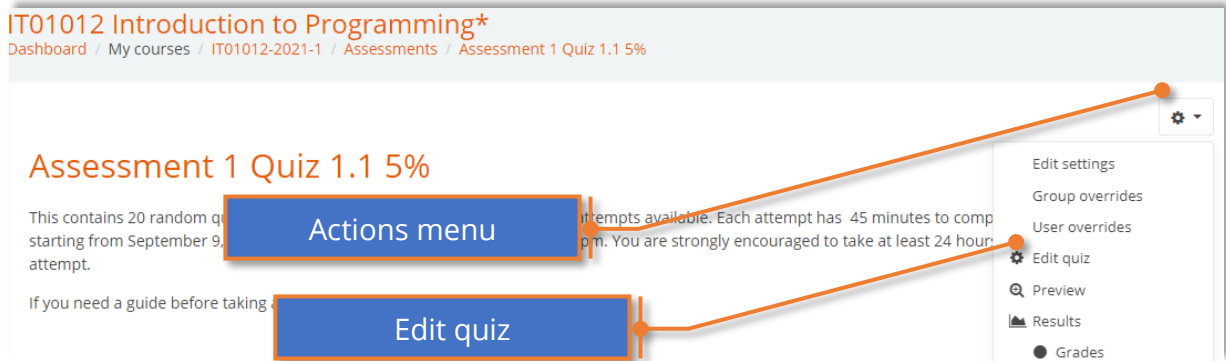 IT01012 Introduction to Programming*
Dashboard / My courses / IT01012-2021-1 / Assessments / Assessment 1 Quiz 1.1 5%
Assessment 1 Quiz 1.1 5%
This contains 20 random attempts available. Each attempt has 45 minutes to
starting from September 9, pm. You are strongly encouraged to take at least 24
attempt.
If you need a guide before taking
Actions menu
Edit quiz
Edit settings
Group overrides
User overrides
Edit quiz
Preview
Results
Grades